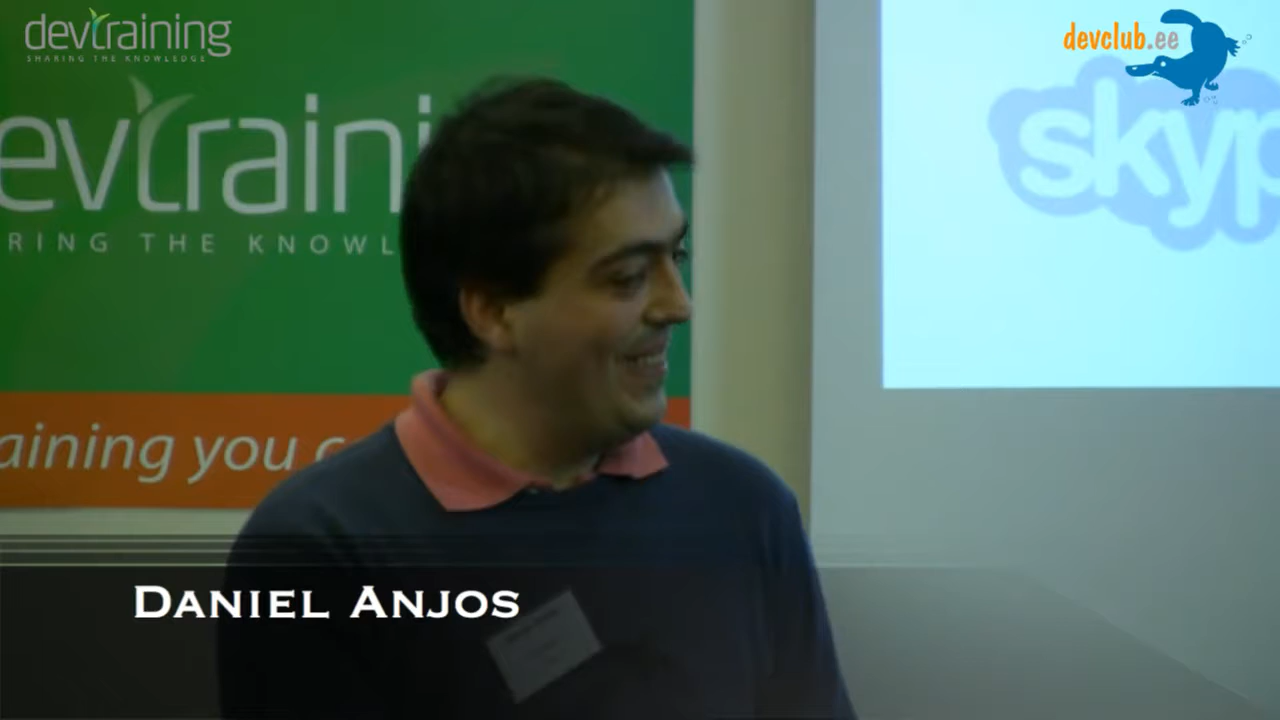 devtraining
SHARING THE KNOWLEDGE
devclub.ee
evtraini
RING THE KNOWL
skyp
aining you
DANIEL ANJOS